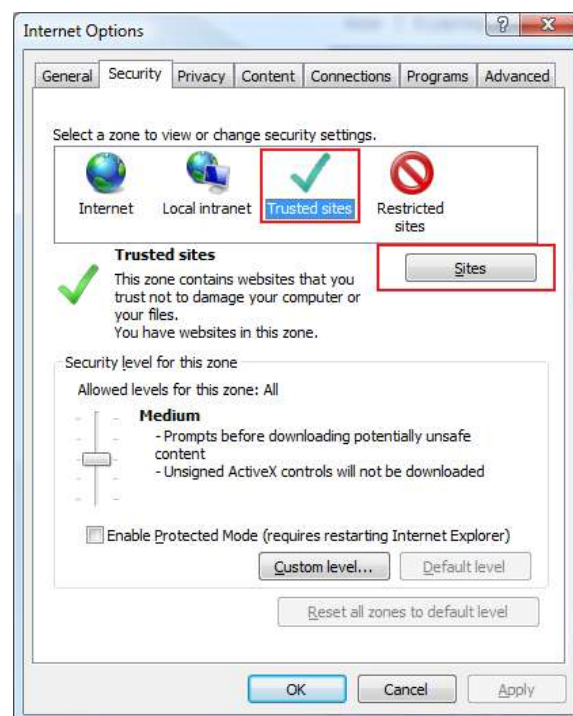 Internet Options
General Security Privacy Content Connections Programs Advanced
Select a zone to view or change security settings.
Internet Local intranet Trusted sites Restricted
sites
Trusted sites
Sites
This zone contains websites that you
trust not to damage your computer or
your files.
You have websites in this zone.
Security level for this zone
Allowed levels for this zone: All
Medium
- Prompts before downloading potentially unsafe
content
- Unsigned ActiveX controls will not be downloaded
Enable Protected Mode (requires restarting Internet Explorer)
Custom level... Default level
Reset all zones to default level
OK Cancel Apply